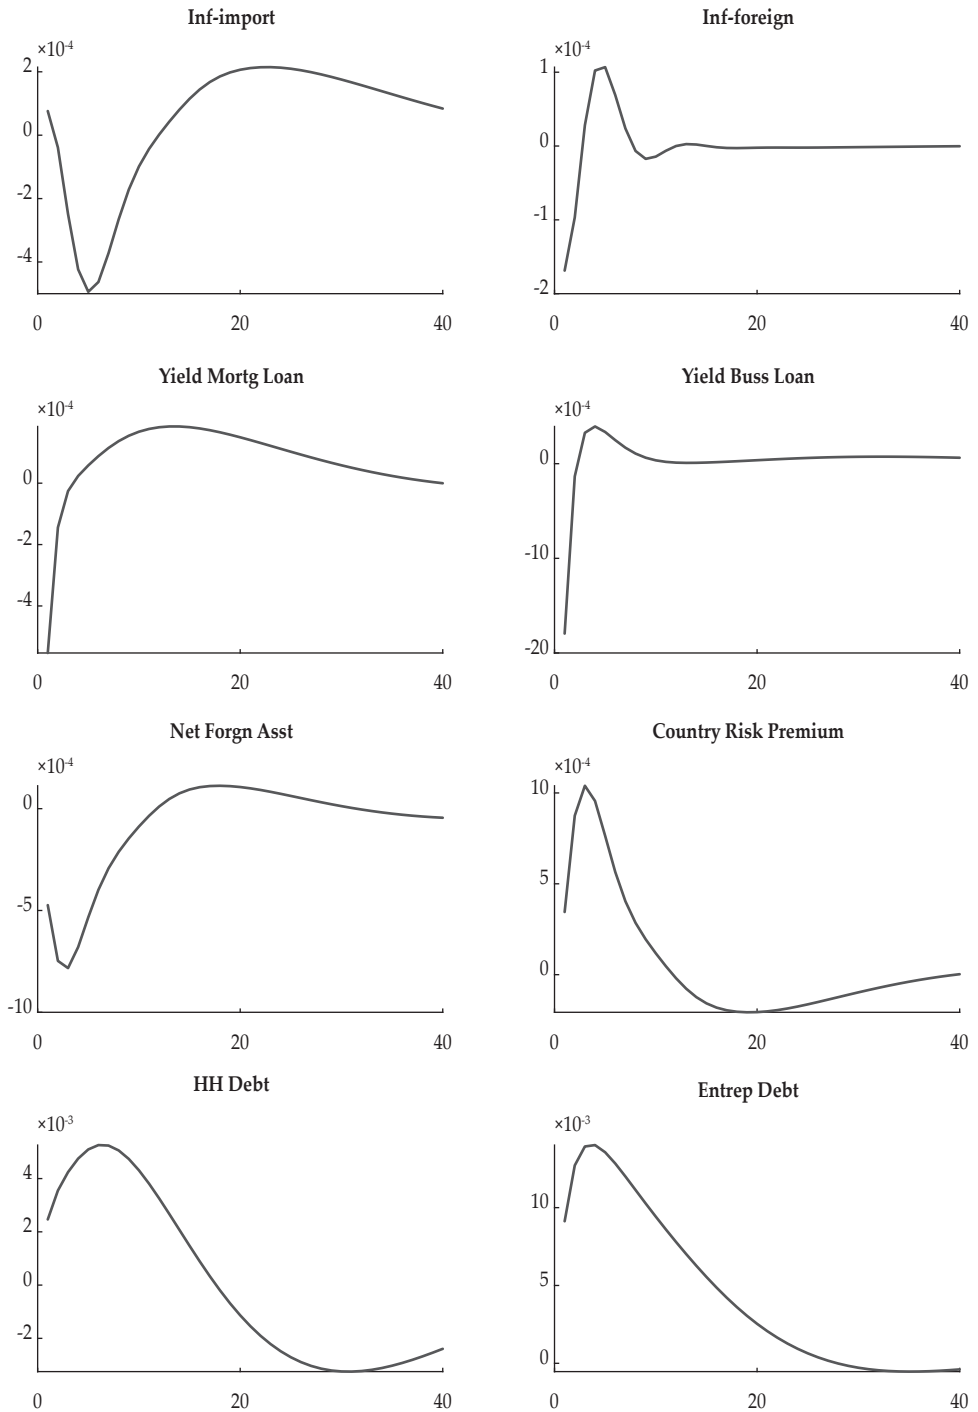 Inf-import
×10-4
2
0
-2
-4
0 20 40
Inf-foreign
×10-4
1
0
-1
-2
0 20 40
Yield Mortg Loan
×10-4
0
-2
-4
0 20 40
Yield Buss Loan
×10-4
0
-10
-20
0 20 40
Net Forgn Asst
×10-4
0
-5
-10
0 20 40
Country Risk Premium
×10-4
10
5
0
0 20 40
HH Debt
×10-3
4
2
0
-2
0 20 40
Entrep Debt
×10-3
10
5
0
0 20 40